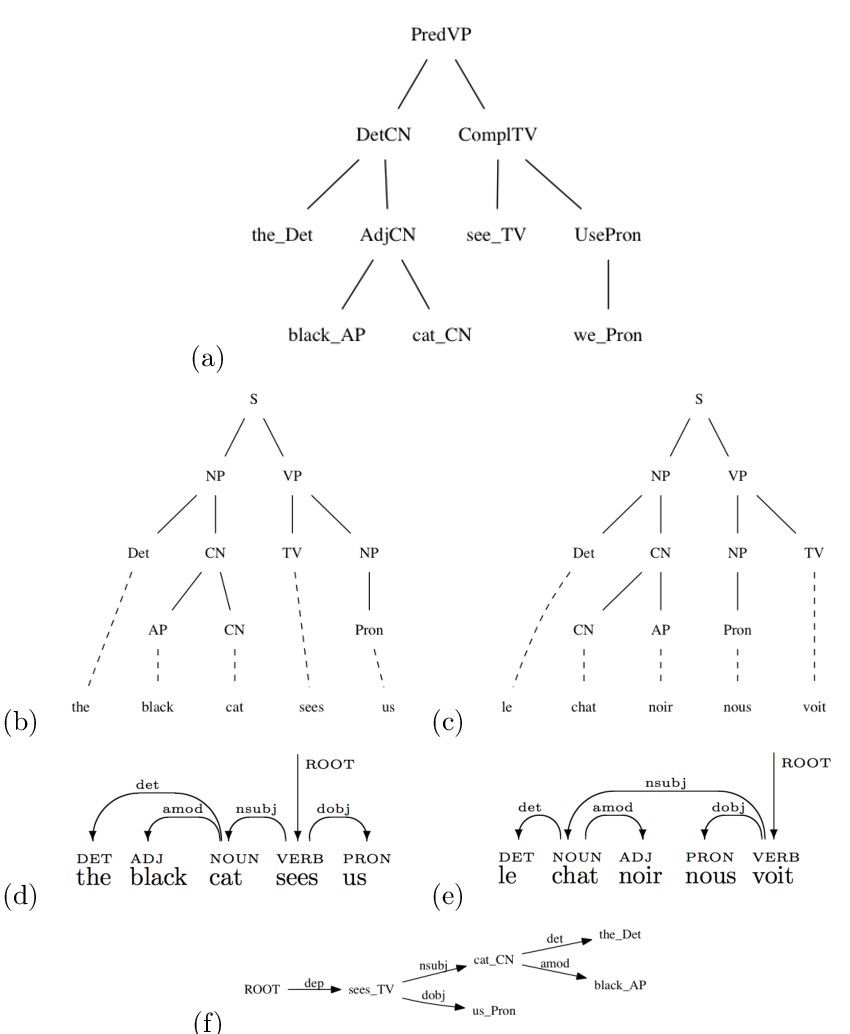 PredVP
DetCN ComplTV
the_Det AdjCN see_TV UsePron
black_AP cat_CN we_Pron
(a)
S
NP VP
Det CN TV NP
AP CN Pron
the black cat sees us
(b)
S
NP VP
Det CN NP TV
CN AP Pron
le chat noir nous voit
(c)
ROOT
det
amod nsubj dobj
DET ADJ NOUN VERB PRON
the black cat sees us
(d)
ROOT
nsubj
det amod dobj
DET NOUN ADJ PRON VERB
le chat noir nous voit
(e)
det the_Det
nsubj cat_CN
amod
ROOT dep sees_TV black_AP
dobj us_Pron
(f)